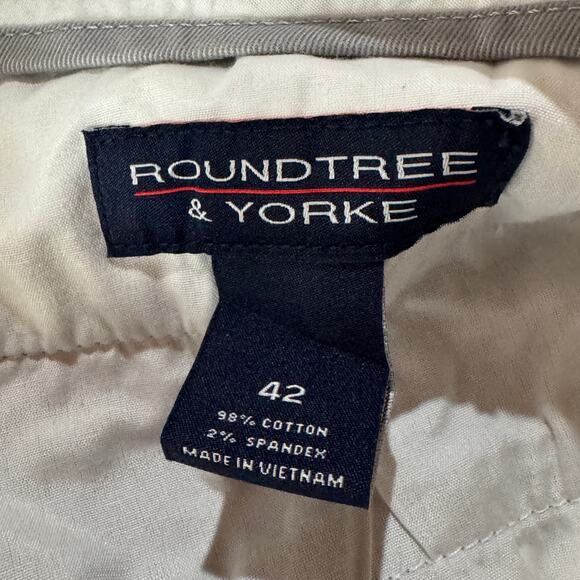 ROUNDTREE
& YORKE
42
98% COTTON
2% SPANDEX
MADE IN VIETNAM